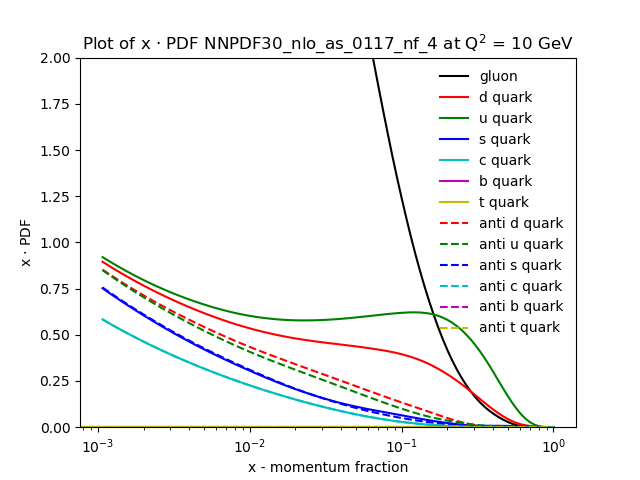 Plot of x · PDF NNPDF30_nlo_as_0117_nf_4 at Q² = 10 GeV
2.00
1.75
1.50
1.25
1.00
0.75
0.50
0.25
0.00
x · PDF
gluon
d quark
u quark
s quark
c quark
b quark
t quark
anti d quark
anti u quark
anti s quark
anti c quark
anti b quark
anti t quark
10⁻³ 10⁻² 10⁻¹ 10⁰
x - momentum fraction